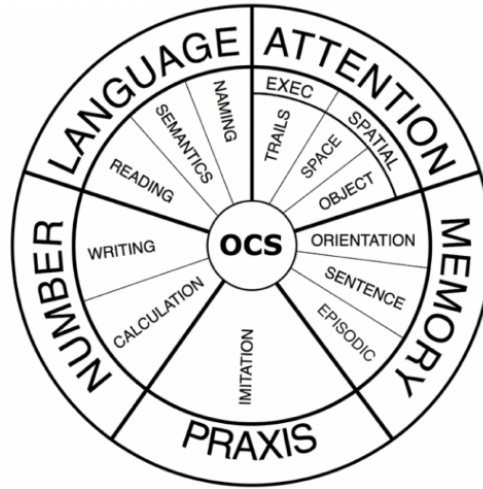 LANGUAGE
ATTENTION
MEMORY
PRAXIS
NUMBER
OCS
NAMING
SEMANTICS
READING
EXEC
SPATIAL
TRAILS
SPACE
OBJECT
ORIENTATION
SENTENCE
EPISODIC
IMITATION
WRITING
CALCULATION